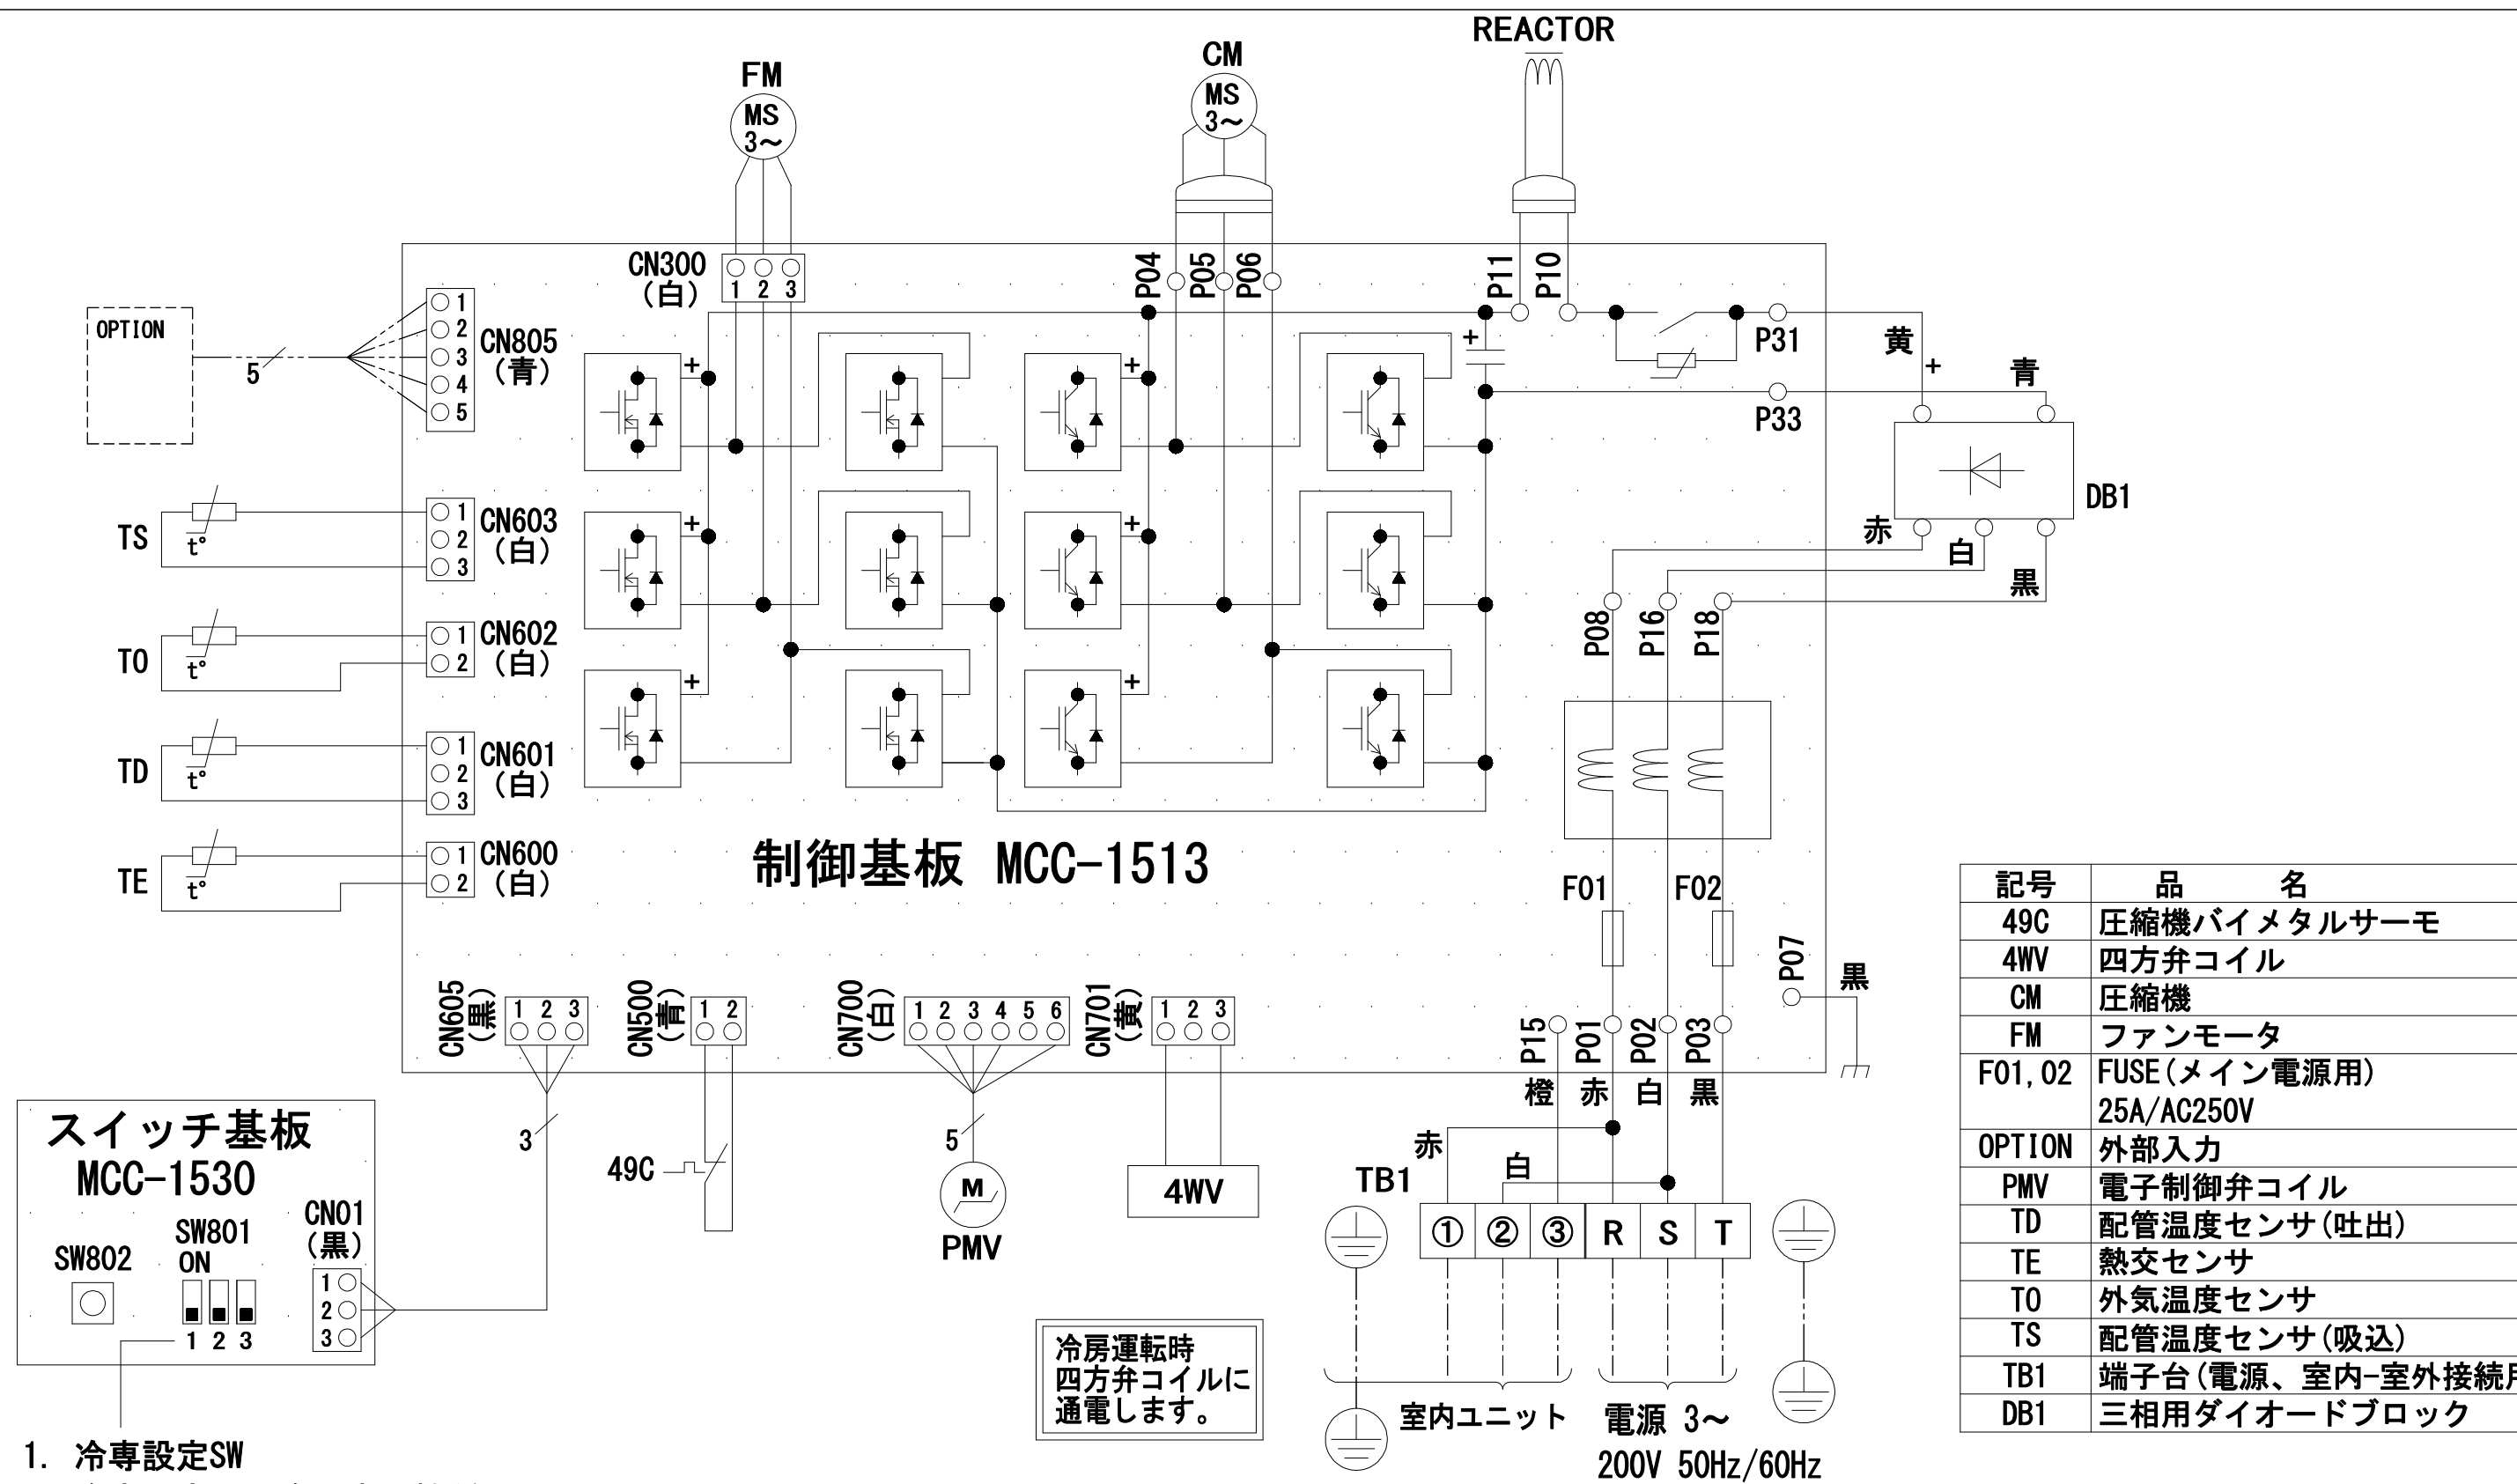 REACTOR
CM
MS
3～
FM
MS
3～
CN300
(白)
1 2 3
P04
P05
P06
P11
P10
OPTION
5
1
2
3
4
5
CN805
(青)
+
+
+
+
+
+
+
P31
P33
黄
+
青
DB1
赤
白
黒
TS
t°
1
2
3
CN603
(白)
TO
t°
1
2
CN602
(白)
TD
t°
1
2
3
CN601
(白)
TE
t°
1
2
CN600
(白)
P08
P16
P18
制御基板 MCC-1513
F01
F02
P07
黒
CN605
(黒)
1 2 3
CN500
(青)
1 2
CN700
(白)
1 2 3 4 5 6
CN701
(黄)
1 2 3
P15
P01
P02
P03
橙 赤 白 黒
3
49C
5
M
PMV
4WV
赤
白
TB1
① ② ③ R S T
室内ユニット
電源 3～
200V 50Hz/60Hz
スイッチ基板
MCC-1530
SW802
SW801
ON
1 2 3
CN01
(黒)
1
2
3
冷房運転時
四方弁コイルに
通電します。
1. 冷専設定SW
記号 品 名
49C 圧縮機バイメタルサーモ
4WV 四方弁コイル
CM 圧縮機
FM ファンモータ
F01,02 FUSE(メイン電源用)
25A/AC250V
OPTION 外部入力
PMV 電子制御弁コイル
TD 配管温度センサ(吐出)
TE 熱交センサ
TO 外気温度センサ
TS 配管温度センサ(吸込)
TB1 端子台(電源、室内-室外接続用
DB1 三相用ダイオードブロック